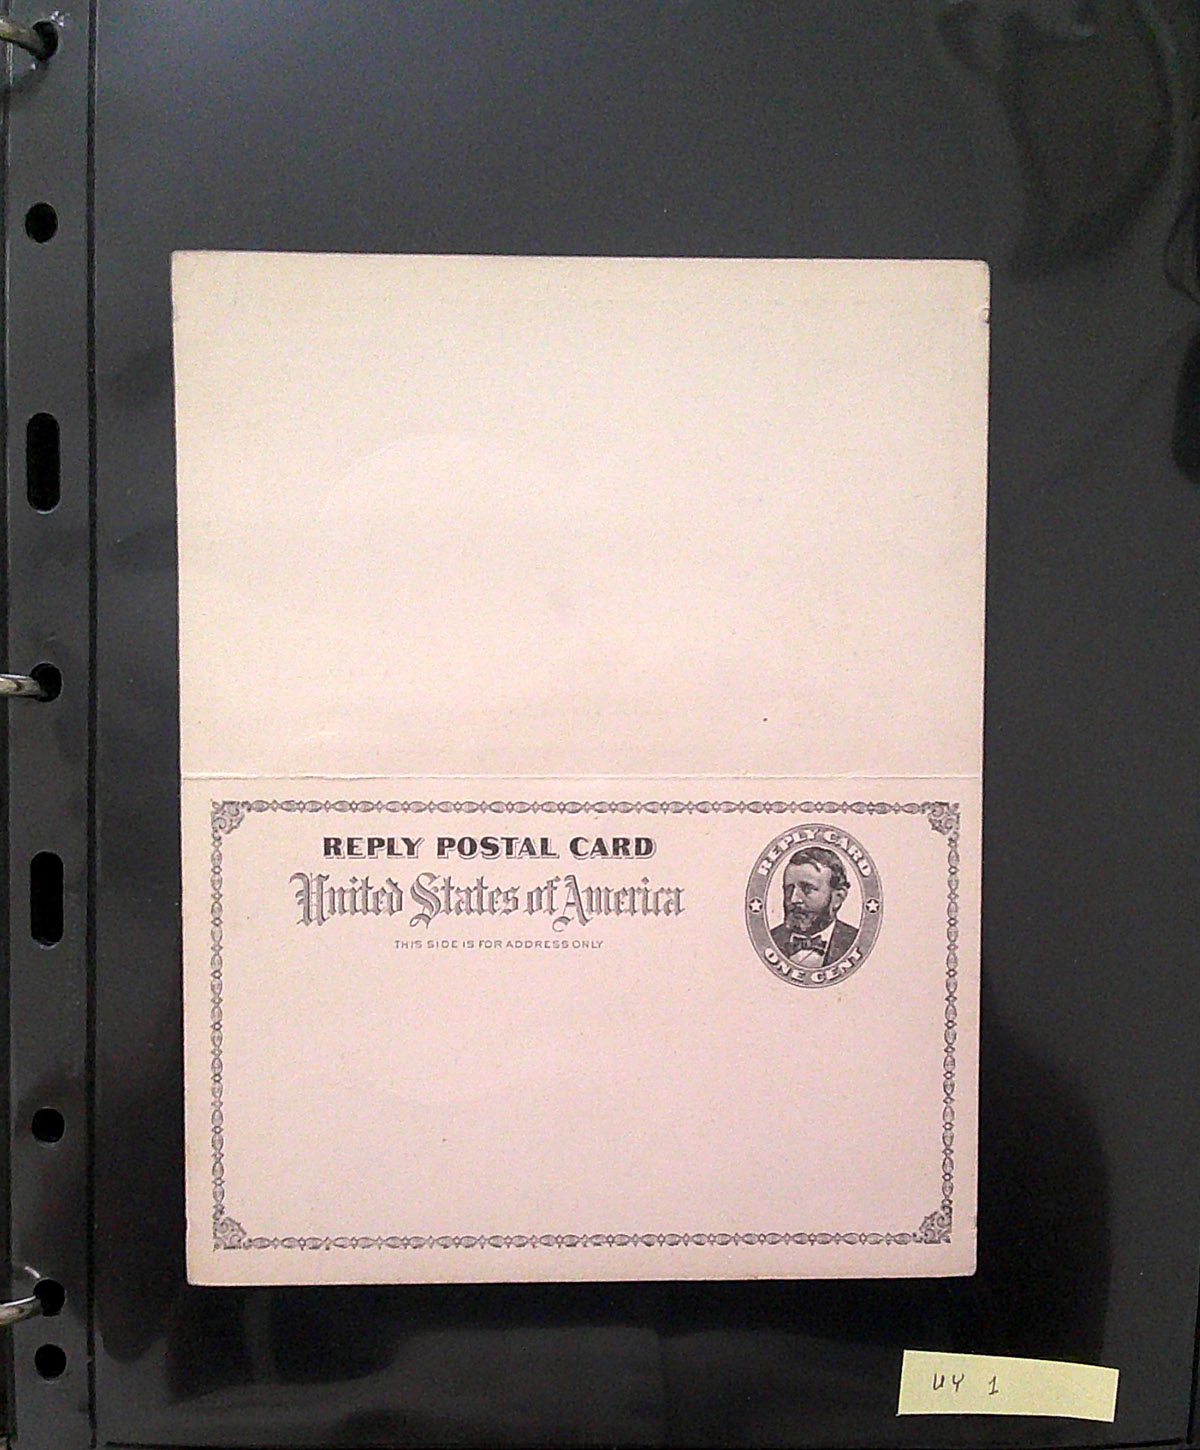 REPLY POSTAL CARD
United States of America
THIS SIDE IS FOR ADDRESS ONLY
REPLY CARD
ONE CENT
UY 1